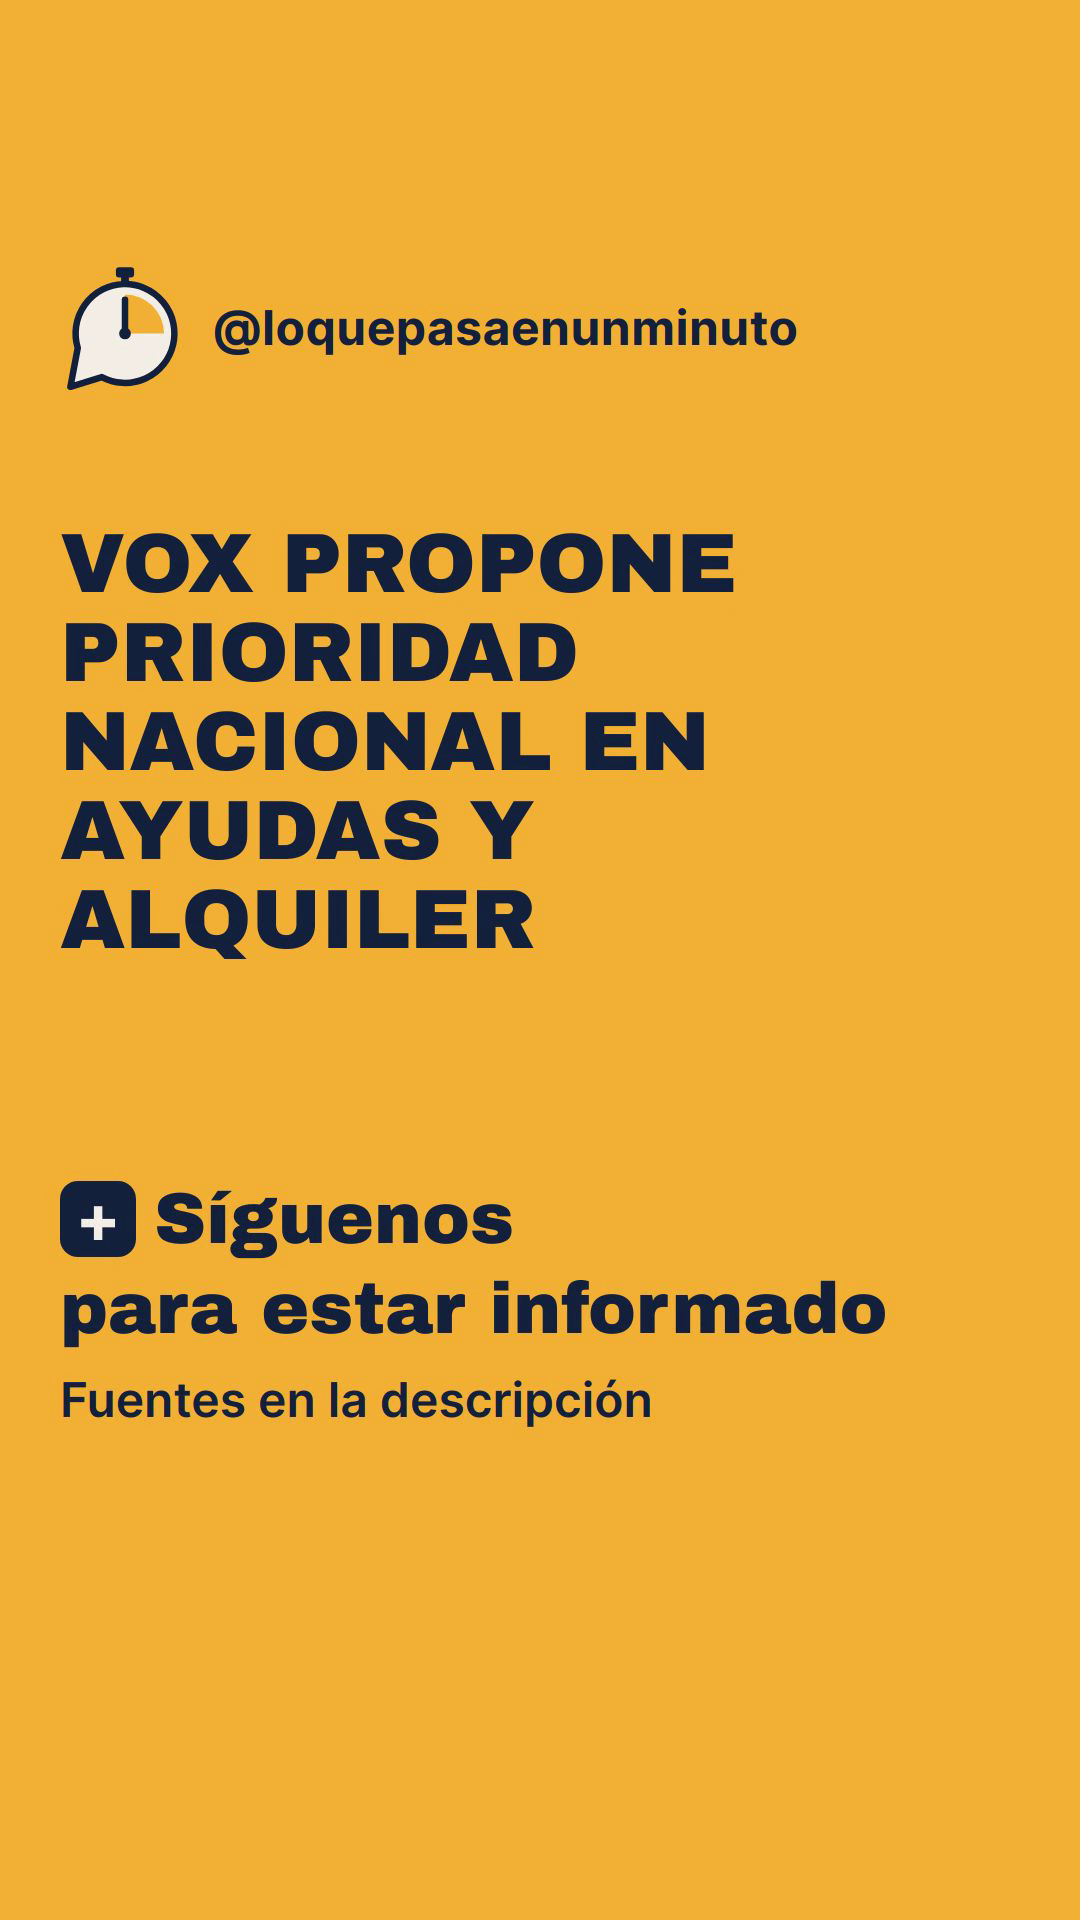 @loquepasaenunminuto
VOX PROPONE
PRIORIDAD
NACIONAL EN
AYUDAS Y
ALQUILER
+ Síguenos
para estar informado
Fuentes en la descripción